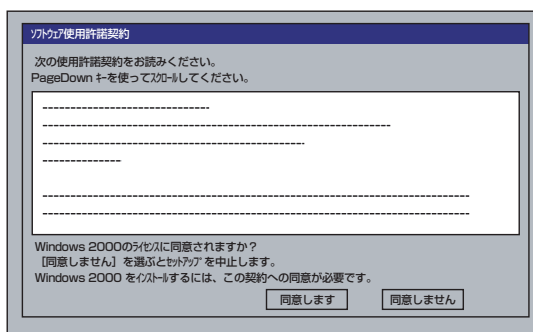 ソフトウェア使用許諾契約
次の使用許諾契約をお読みください。
PageDown キーを使ってスクロールしてください。
Windows 2000のライセンスに同意されますか？
［同意しません］を選ぶとセットアップを中止します。
Windows 2000 をインストールするには、この契約への同意が必要です。
同意します
同意しません